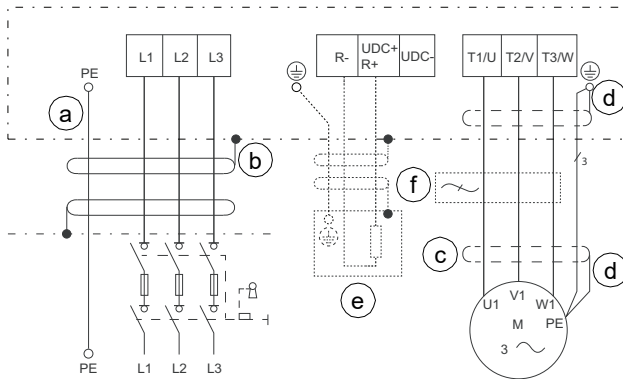 L1 L2 L3
R- UDC+ R+ UDC-
T1/U T2/V T3/W
PE
a
b
d
3
f
c
d
e
U1 V1 W1
M PE
3
PE L1 L2 L3